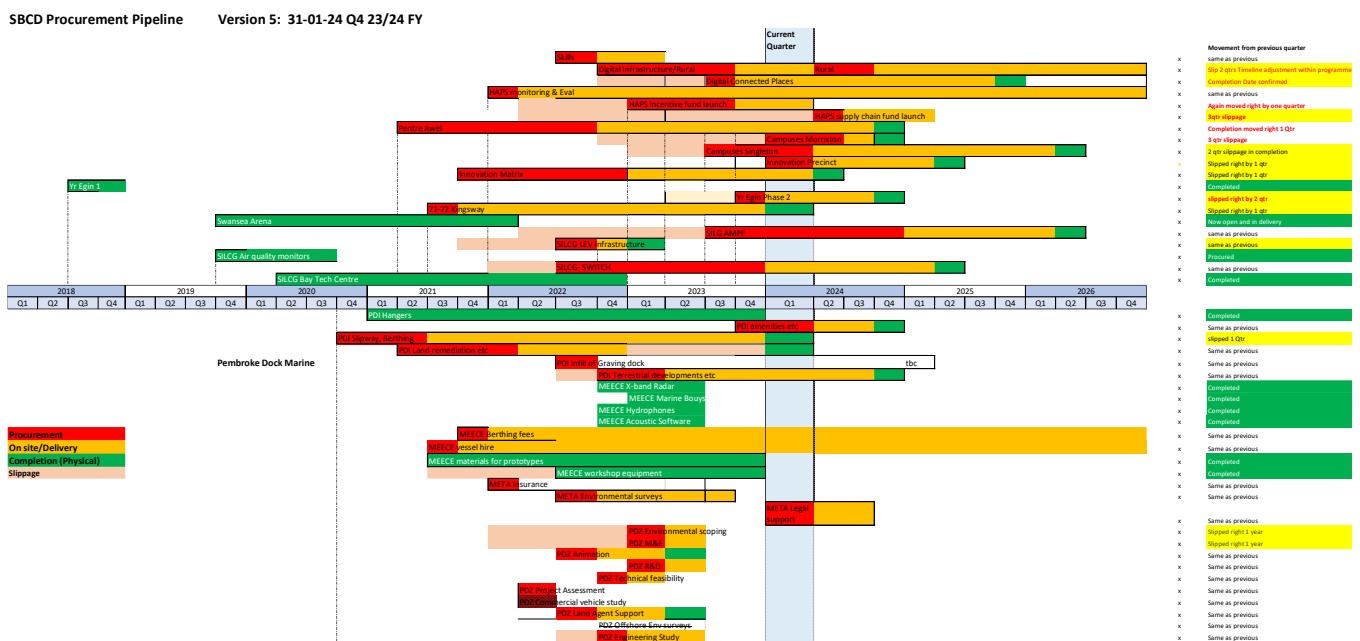 SBCD Procurement Pipeline Version 5: 31-01-24 Q4 23/24 FY
Current
Quarter
Movement from previous quarter
Skills x same as previous
Digital Infrastructure/Rural Rural x Slip 2 qtrs Timeline adjustment within programme
Digital Connected Places x Completion Date confirmed
HAPS monitoring & Eval x same as previous
HAPS incentive fund launch x Again moved right by one quarter
HAPS supply chain fund launch x 3qtr slippage
Pentre Awel x Completion moved right 1 Qtr
Campuses Morriston x 3 qtr slippage
Campuses Singleton x 2 qtr slippage in completion
Innovation Precinct x Slipped right by 1 qtr
Innovation Matrix x Slipped right by 1 qtr
Yr Egin 1 x Completed
Yr Egin Phase 2 x slipped right by 2 qtr
71-72 Kingsway x Slipped right by 1 qtr
Swansea Arena x Now open and in delivery
SILG AMPF x same as previous
SILCG LEV Infrastructure x same as previous
SILCG Air quality monitors x Procured
SILCG- SWITCH x same as previous
SILCG Bay Tech Centre x Completed
2018 2019 2020 2021 2022 2023 2024 2025 2026
Q1 Q2 Q3 Q4 Q1 Q2 Q3 Q4 Q1 Q2 Q3 Q4 Q1 Q2 Q3 Q4 Q1 Q2 Q3 Q4 Q1 Q2 Q3 Q4 Q1 Q2 Q3 Q4 Q1 Q2 Q3 Q4 Q1 Q2 Q3 Q4
PDI Hangers x Completed
PDI amenities etc x Same as previous
PDI Slipway, Berthing x slipped 1 Qtr
PDI Land remediation etc x Same as previous
Pembroke Dock Marine PDI Infill of Graving dock tbc x Same as previous
PDI Terrestrial developments etc x Same as previous
MEECE X-band Radar x Completed
MEECE Marine Bouys x Completed
MEECE Hydrophones x Completed
MEECE Acoustic Software x Completed
Procurement MEECE Berthing fees x Same as previous
On site/Delivery MEECE vessel hire x Same as previous
Completion (Physical) MEECE materials for prototypes x Completed
Slippage MEECE workshop equipment x Completed
META Insurance x Same as previous
META Environmental surveys x Same as previous
META Legal
support x Same as previous
PDZ Environmental scoping x Slipped right 1 year
PDZ M&E x Slipped right 1 year
PDZ Animation x Same as previous
PDZ R&D x Same as previous
PDZ Technical feasibility x Same as previous
PDZ Project Assessment x Same as previous
PDZ Commercial vehicle study x Same as previous
PDZ Land Agent Support x Same as previous
PDZ Offshore Env surveys x Same as previous
PDZ Engineering Study x Same as previous